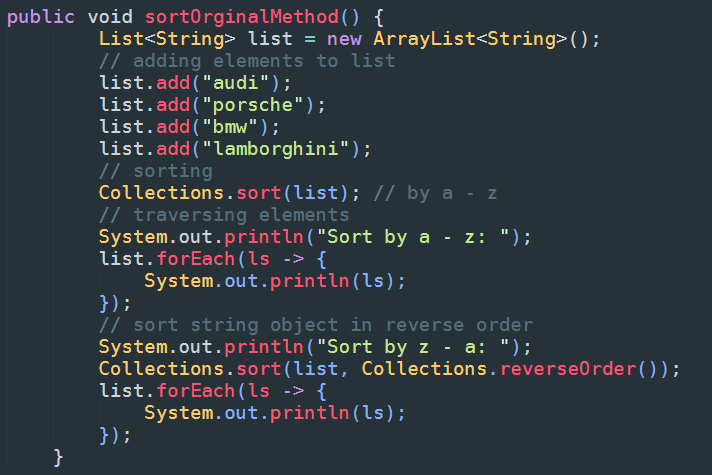 public void sortOrginalMethod() {
        List<String> list = new ArrayList<String>();
        // adding elements to list
        list.add("audi");
        list.add("porsche");
        list.add("bmw");
        list.add("lamborghini");
        // sorting
        Collections.sort(list); // by a - z
        // traversing elements
        System.out.println("Sort by a - z: ");
        list.forEach(ls -> {
            System.out.println(ls);
        });
        // sort string object in reverse order
        System.out.println("Sort by z - a: ");
        Collections.sort(list, Collections.reverseOrder());
        list.forEach(ls -> {
            System.out.println(ls);
        });
    }